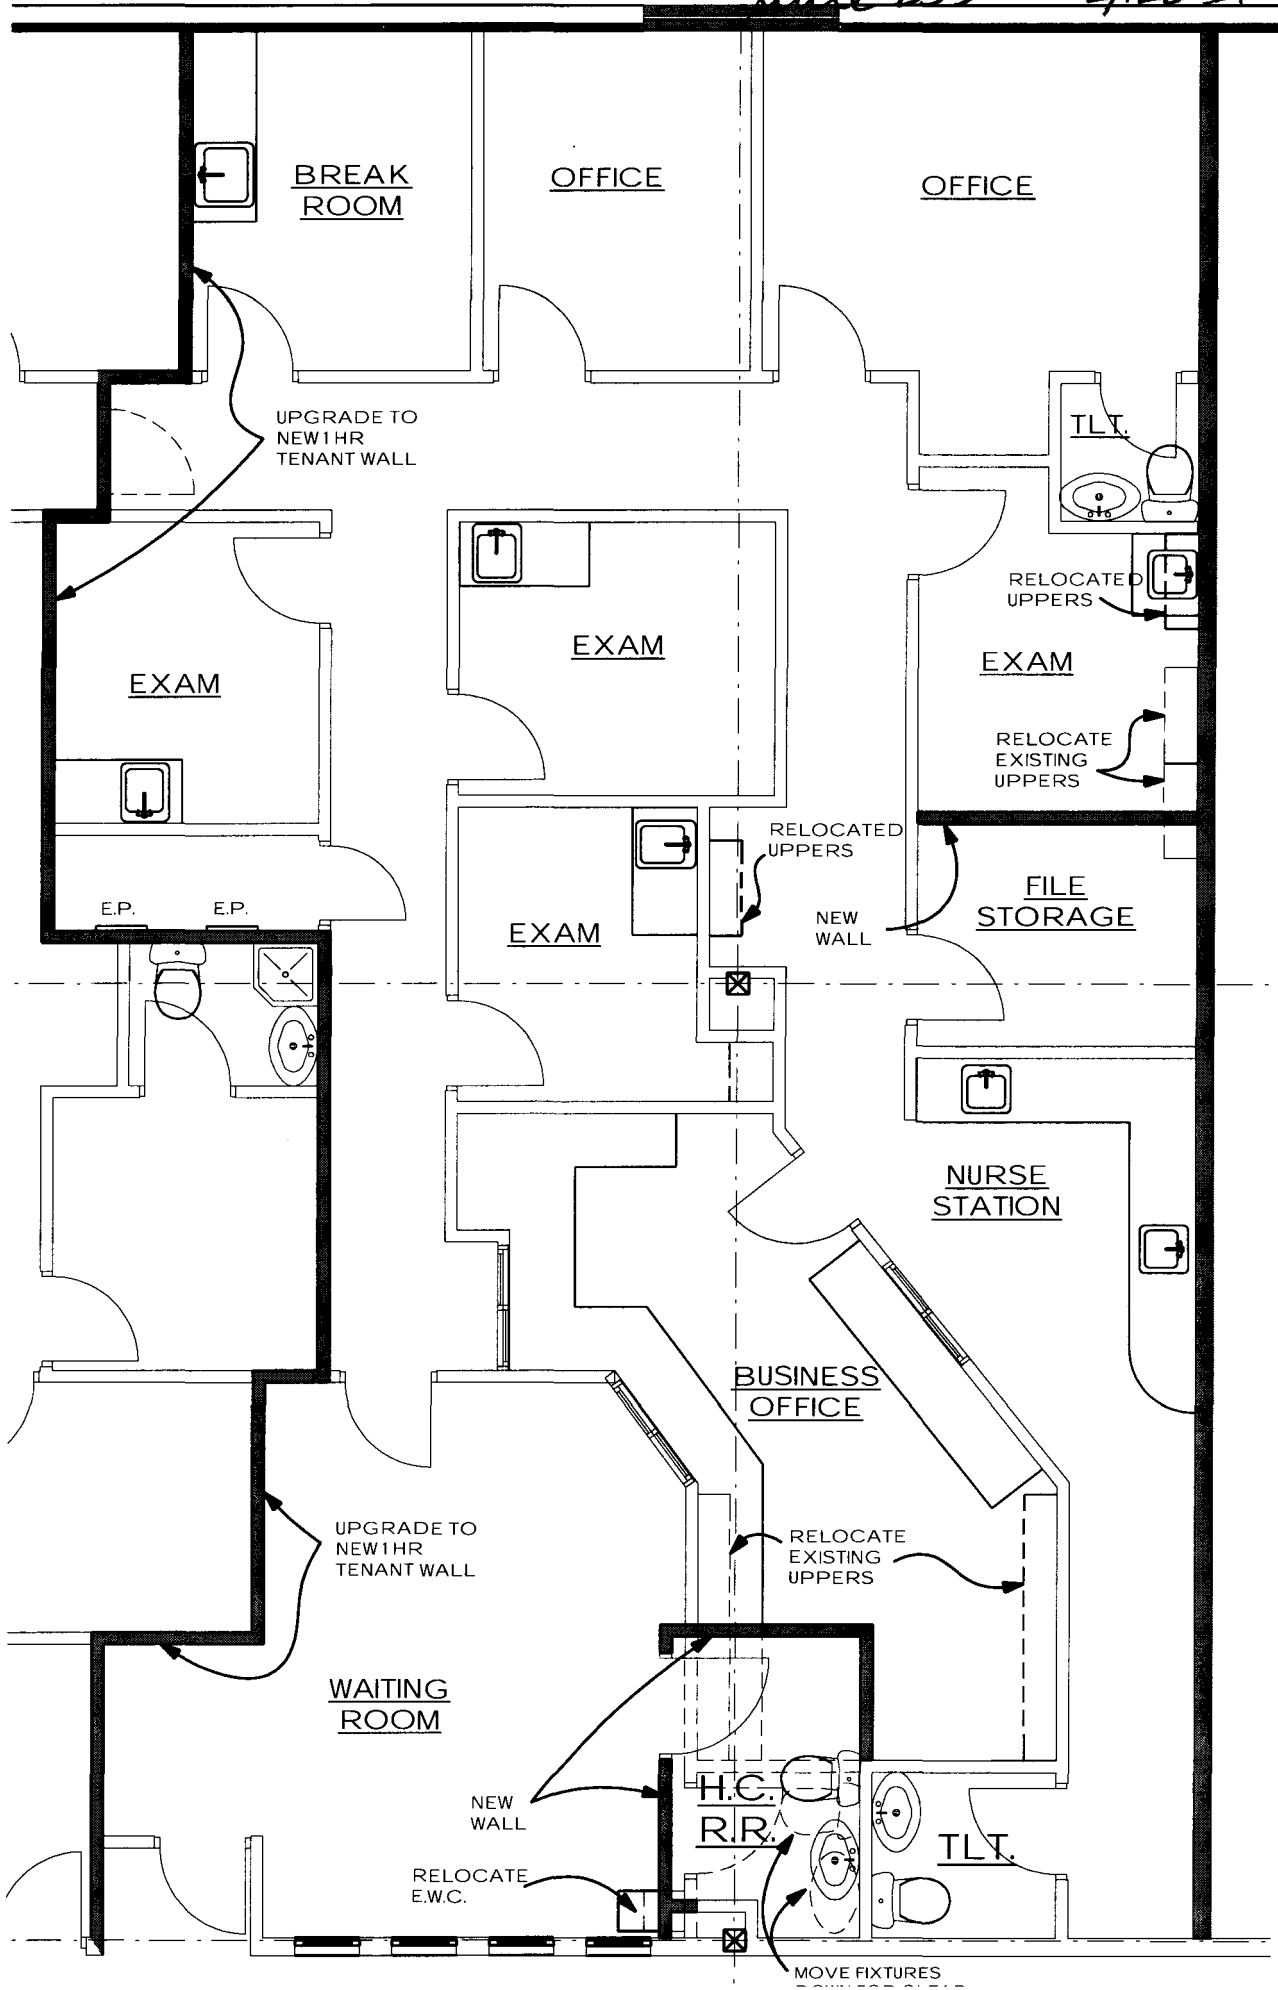 BREAK
ROOM
OFFICE
OFFICE
UPGRADE TO
NEW 1 HR
TENANT WALL
TLT.
RELOCATED
UPPERS
EXAM
EXAM
EXAM
RELOCATE
EXISTING
UPPERS
RELOCATED
UPPERS
FILE
STORAGE
NEW
WALL
E.P.
E.P.
EXAM
NURSE
STATION
BUSINESS
OFFICE
UPGRADE TO
NEW 1 HR
TENANT WALL
RELOCATE
EXISTING
UPPERS
WAITING
ROOM
NEW
WALL
H.C.
R.R.
TLT.
RELOCATE
E.W.C.
MOVE FIXTURES